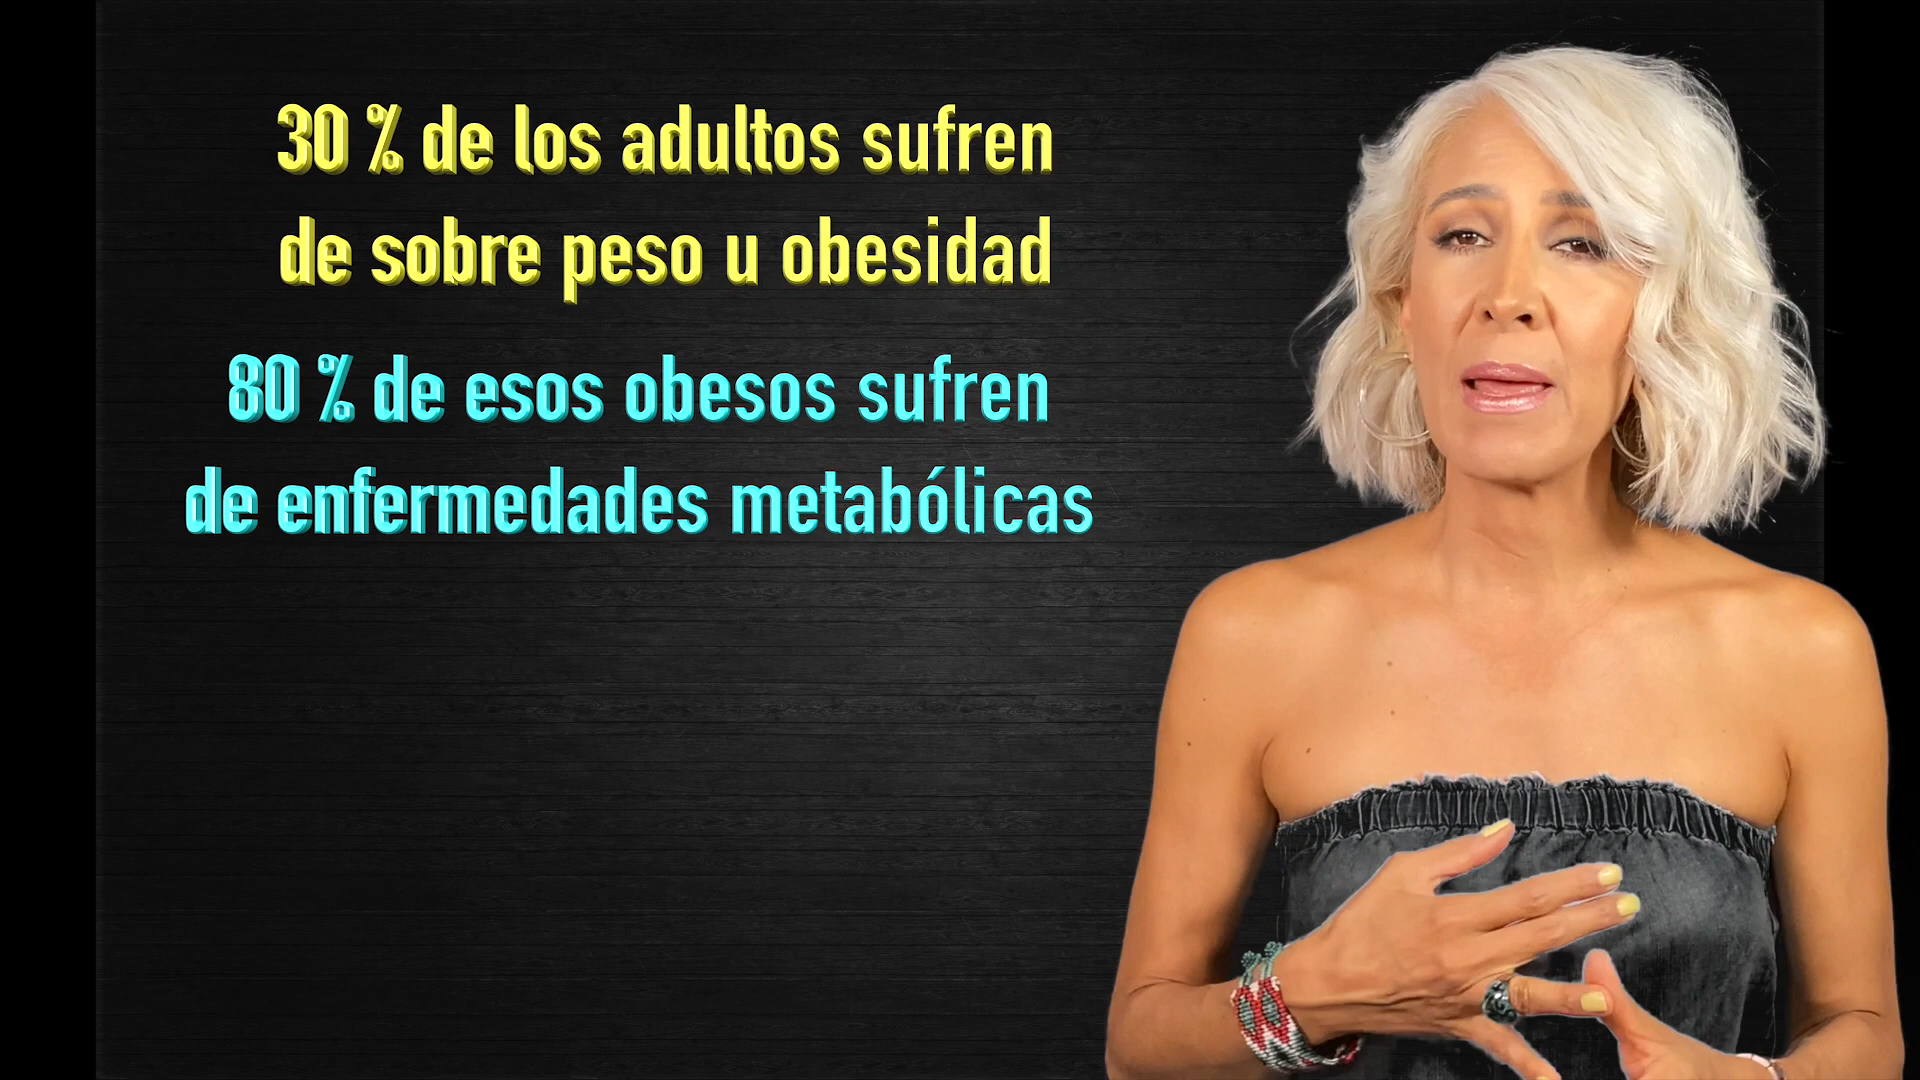 30 % de los adultos sufren
de sobre peso u obesidad
80 % de esos obesos sufren
de enfermedades metabólicas